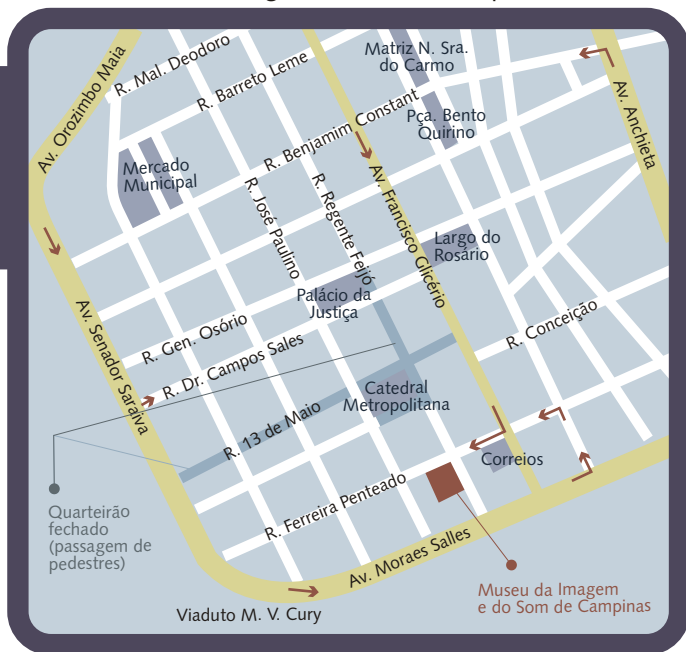 Av. Orozimbo Maia
R. Mal. Deodoro
R. Barreto Leme
Matriz N. Sra.
do Carmo
Av. Anchieta
R. Benjamim Constant
Pça. Bento
Quirino
Mercado
Municipal
R. José Paulino
R. Regente Feijó
Av. Francisco Glicério
Largo do
Rosário
Palácio da
Justiça
Av. Senador Saraiva
R. Gen. Osório
R. Dr. Campos Sales
R. Conceição
Catedral
Metropolitana
R. 13 de Maio
Correios
R. Ferreira Penteado
Quarteirão
fechado
(passagem de
pedestres)
Av. Moraes Salles
Museu da Imagem
e do Som de Campinas
Viaduto M. V. Cury